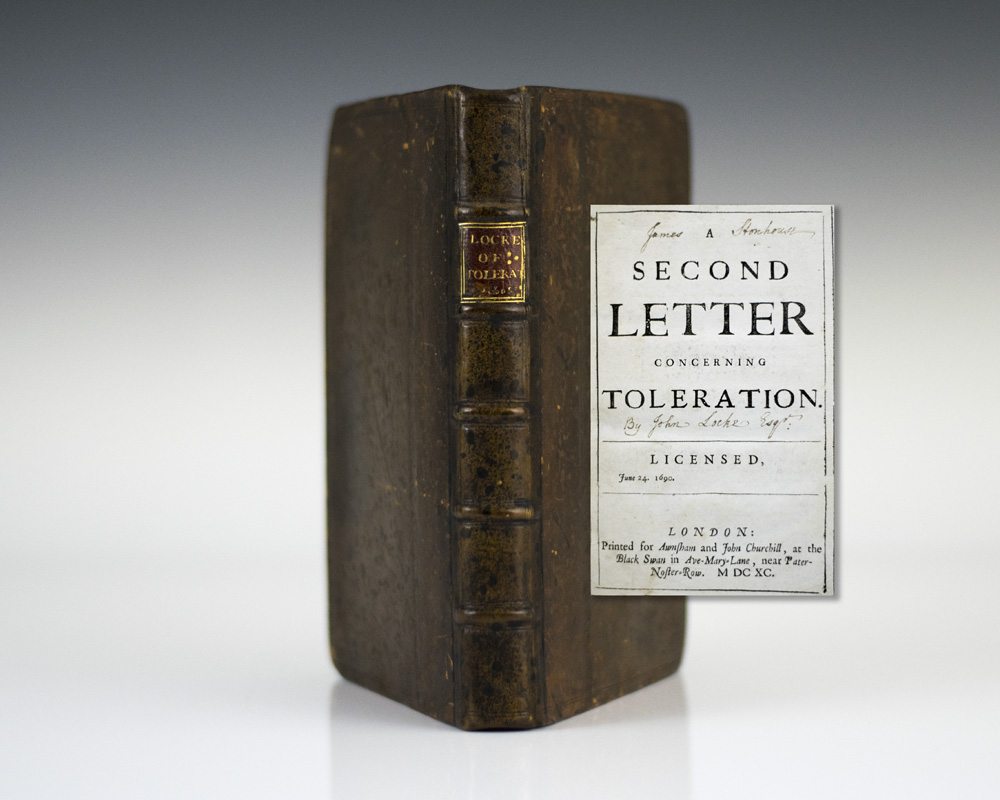 LOCKE
OF
TOLERAT
James A Stonhouse
SECOND
LETTER
CONCERNING
TOLERATION.
By John Locke Esqr.
LICENSED,
June 24. 1690.
LONDON:
Printed for Awnſham and John Churchill, at the
Black Swan in Ave-Mary-Lane, near Pater-
Noſter-Row. M DC XC.